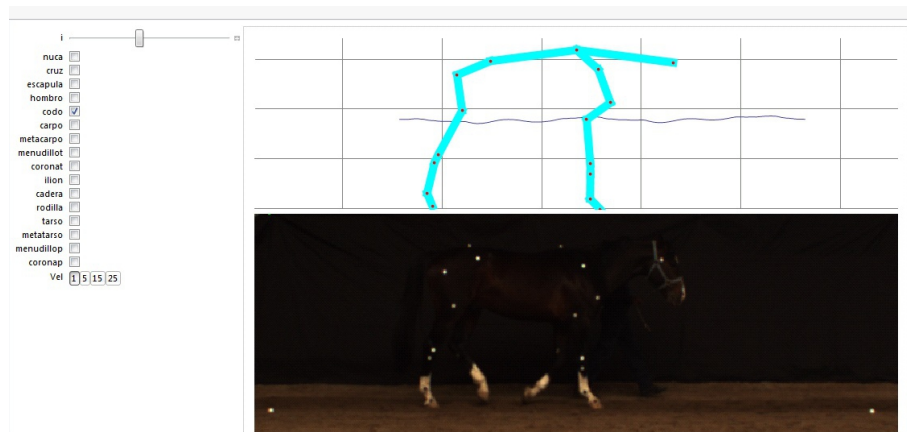 i
nuca
cruz
escapula
hombro
codo
carpo
metacarpo
menudillot
coronat
ilion
cadera
rodilla
tarso
metatarso
menudillop
coronap
Vel 1 5 15 25